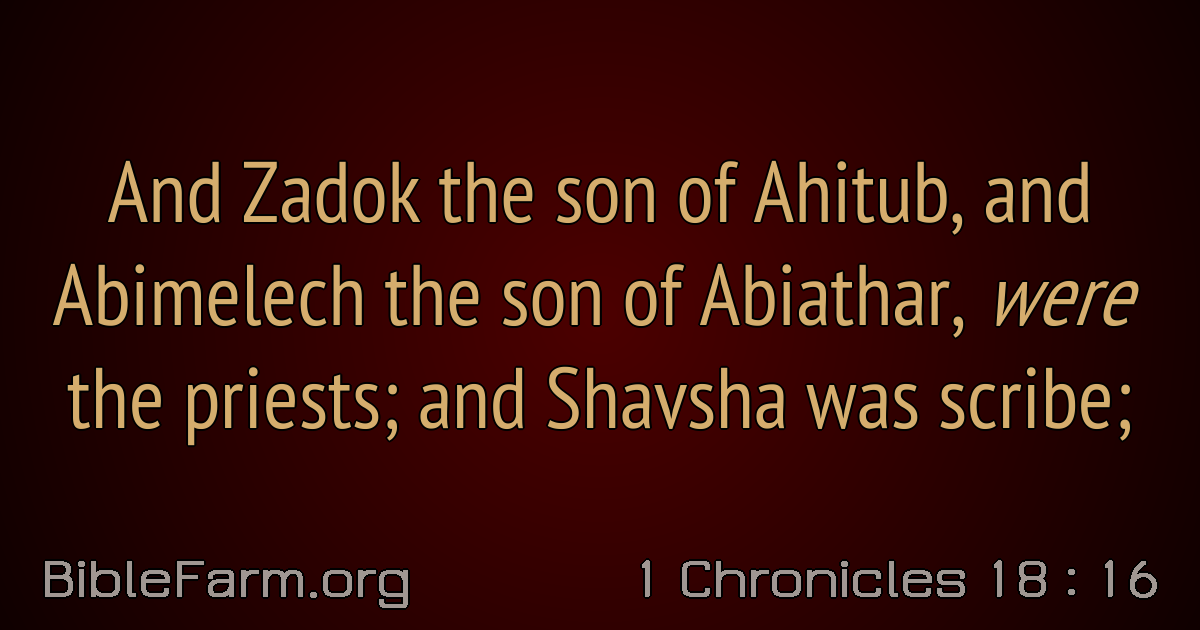 And Zadok the son of Ahitub, and
Abimelech the son of Abiathar, were
the priests; and Shavsha was scribe;
BibleFarm.org
1 Chronicles 18 : 16